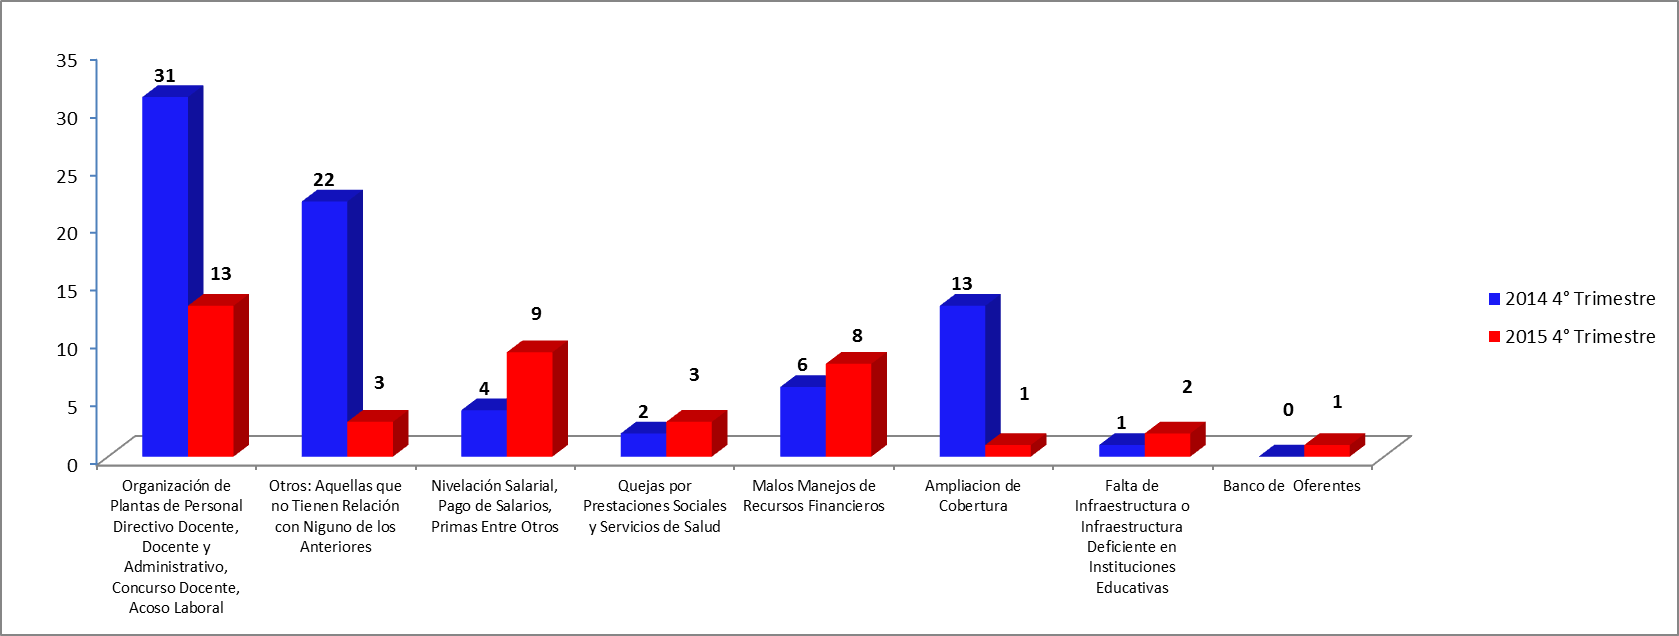 35
30
25
20
15
10
5
0
31
13
22
3
4
9
2
3
6
8
13
1
1
2
0
1
Organización de
Plantas de Personal
Directivo Docente,
Docente y
Administrativo,
Concurso Docente,
Acoso Laboral
Otros: Aquellas que
no Tienen Relación
con Niguno de los
Anteriores
Nivelación Salarial,
Pago de Salarios,
Primas Entre Otros
Quejas por
Prestaciones Sociales
y Servicios de Salud
Malos Manejos de
Recursos Financieros
Ampliacion de
Cobertura
Falta de
Infraestructura o
Infraestructura
Deficiente en
Instituciones
Educativas
Banco de Oferentes
2014 4° Trimestre
2015 4° Trimestre